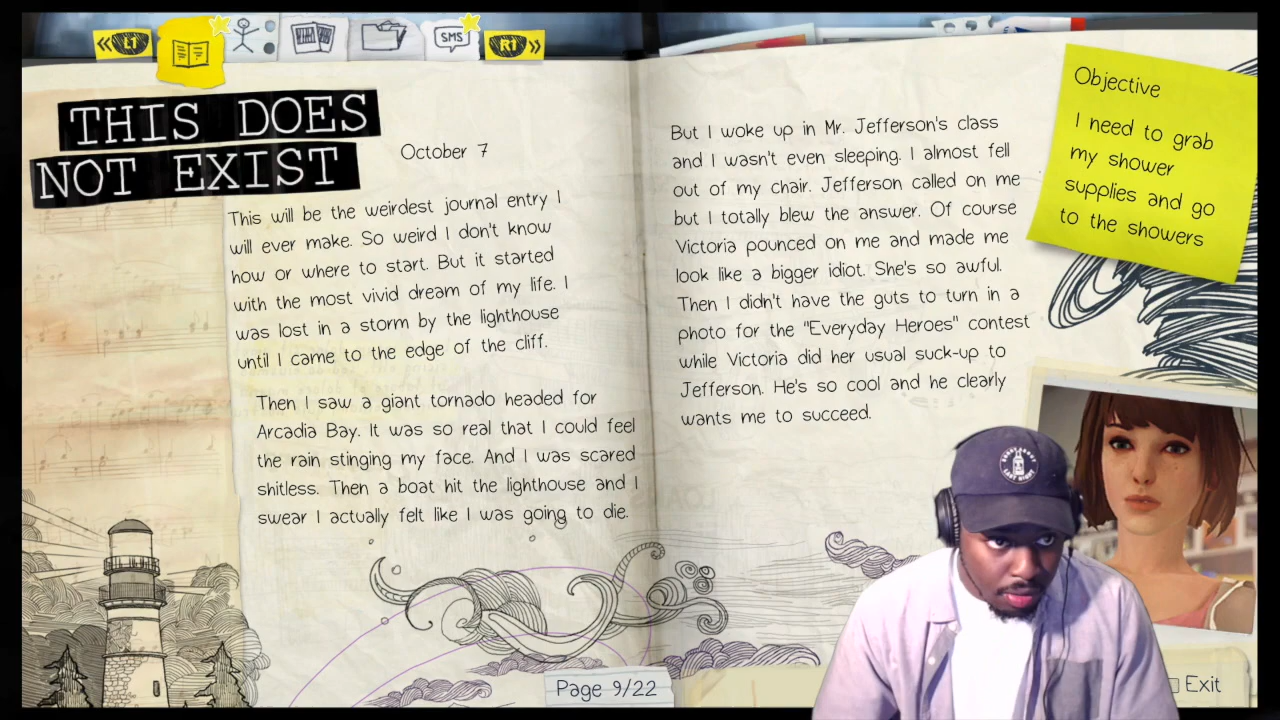 L1
SMS
R1
THIS DOES
NOT EXIST
October 7
This will be the weirdest journal entry I
will ever make. So weird I don't know
how or where to start. But it started
with the most vivid dream of my life. I
was lost in a storm by the lighthouse
until I came to the edge of the cliff.
Then I saw a giant tornado headed for
Arcadia Bay. It was so real that I could feel
the rain stinging my face. And I was scared
shitless. Then a boat hit the lighthouse and I
swear I actually felt like I was going to die.
But I woke up in Mr. Jefferson's class
and I wasn't even sleeping. I almost fell
out of my chair. Jefferson called on me
but I totally blew the answer. Of course
Victoria pounced on me and made me
look like a bigger idiot. She's so awful.
Then I didn't have the guts to turn in a
photo for the "Everyday Heroes" contest
while Victoria did her usual suck-up to
Jefferson. He's so cool and he clearly
wants me to succeed.
Objective
I need to grab
my shower
supplies and go
to the showers
Page 9/22
Exit